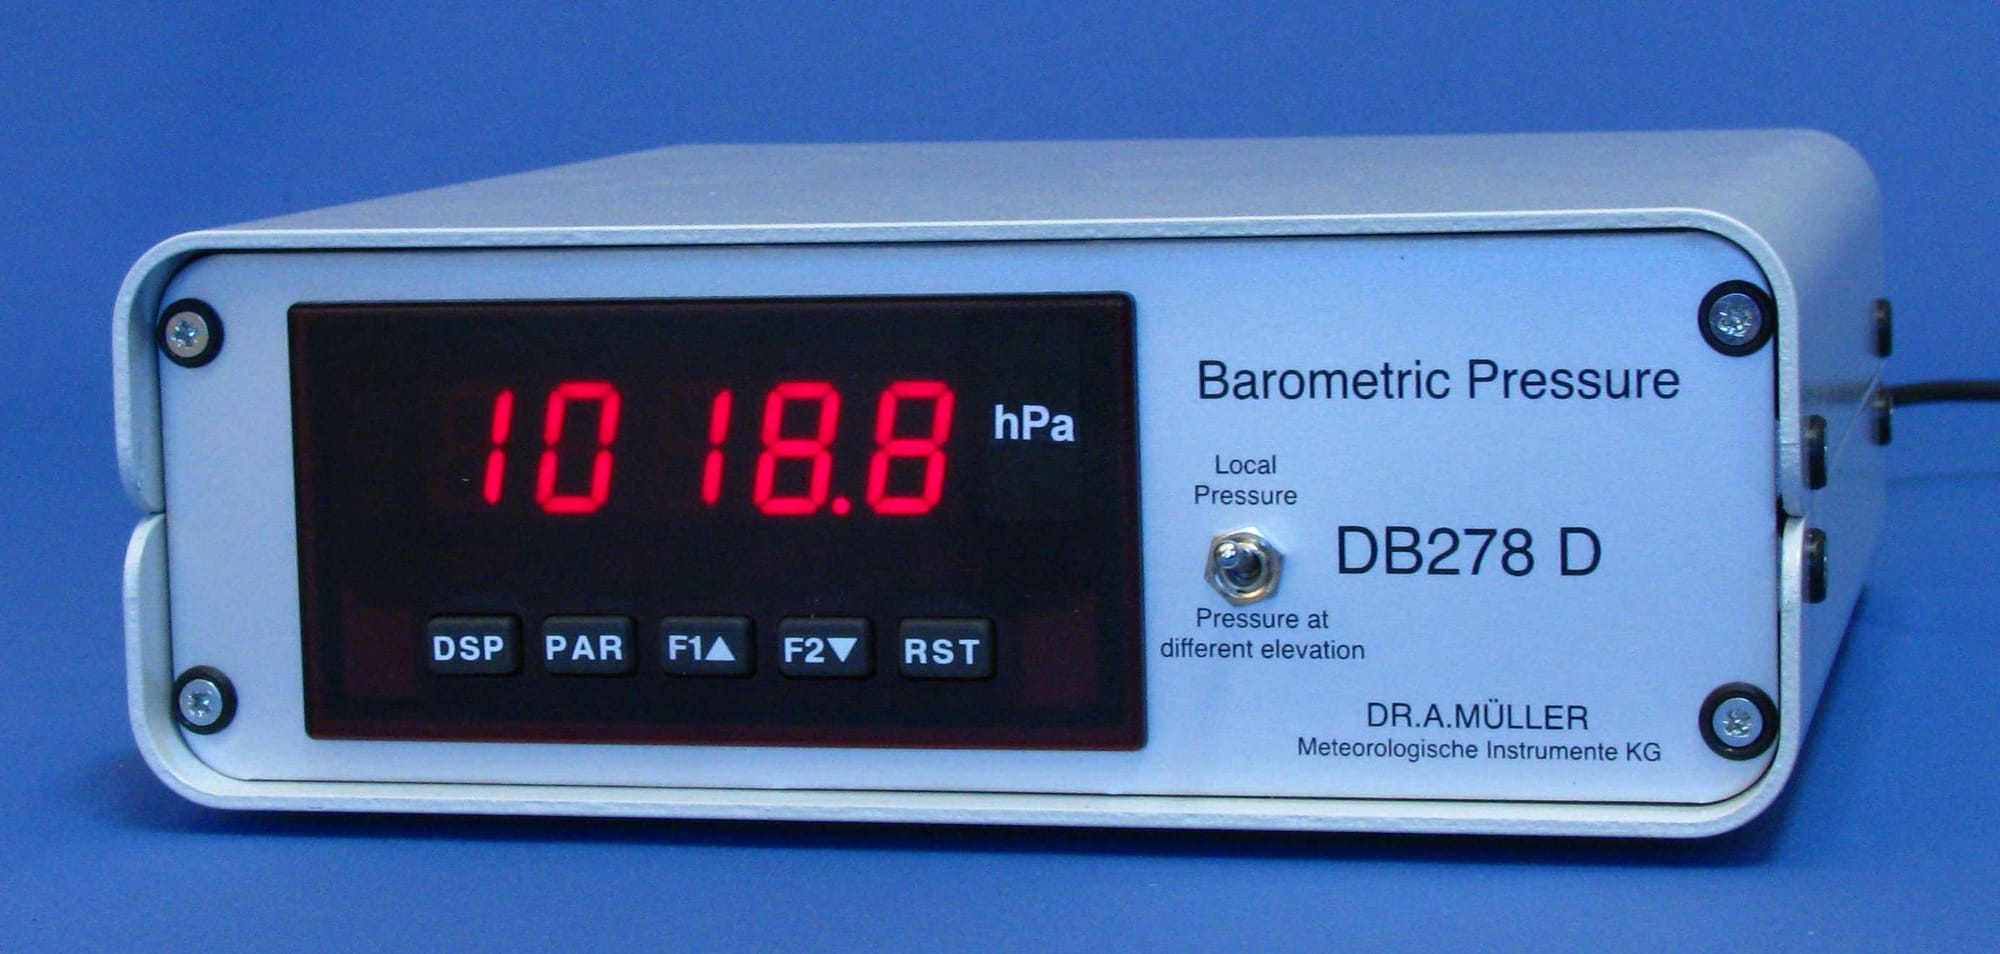 1018.8 hPa
DSP PAR F1▲ F2▼ RST
Barometric Pressure
Local
Pressure
DB278 D
Pressure at
different elevation
DR.A.MÜLLER
Meteorologische Instrumente KG